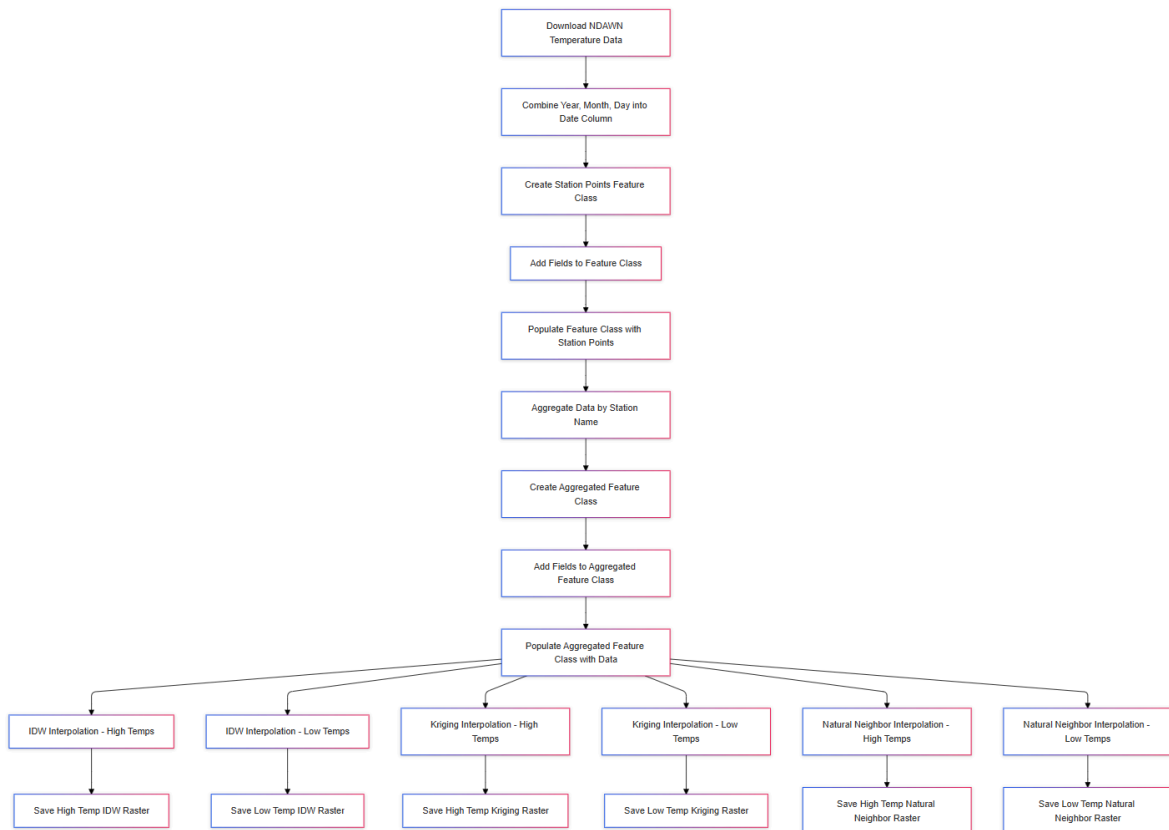 Download NDAWN
Temperature Data
Combine Year, Month, Day into
Date Column
Create Station Points Feature
Class
Add Fields to Feature Class
Populate Feature Class with
Station Points
Aggregate Data by Station
Name
Create Aggregated Feature
Class
Add Fields to Aggregated
Feature Class
Populate Aggregated Feature
Class with Data
IDW Interpolation - High Temps
IDW Interpolation - Low Temps
Kriging Interpolation - High
Temps
Kriging Interpolation - Low
Temps
Natural Neighbor Interpolation -
High Temps
Natural Neighbor Interpolation -
Low Temps
Save High Temp IDW Raster
Save Low Temp IDW Raster
Save High Temp Kriging Raster
Save Low Temp Kriging Raster
Save High Temp Natural
Neighbor Raster
Save Low Temp Natural
Neighbor Raster